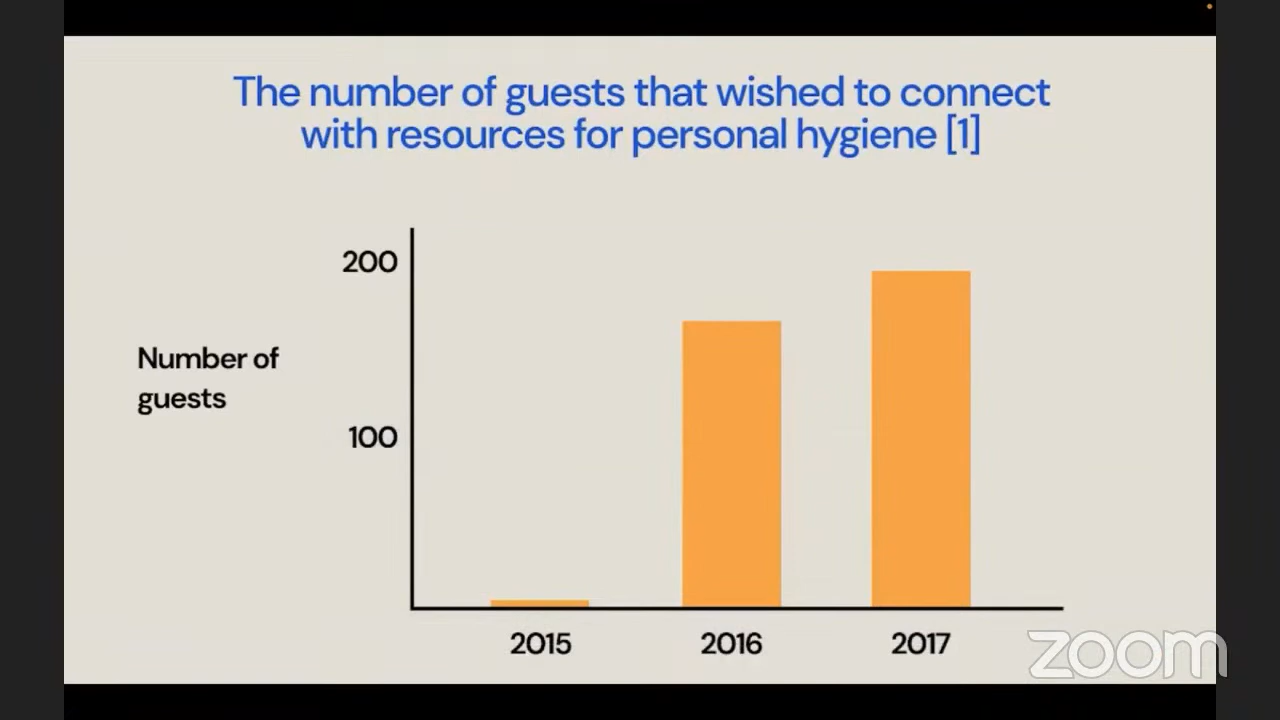 The number of guests that wished to connect
with resources for personal hygiene [1]
200
Number of
guests
100
2015 2016 2017
zoom